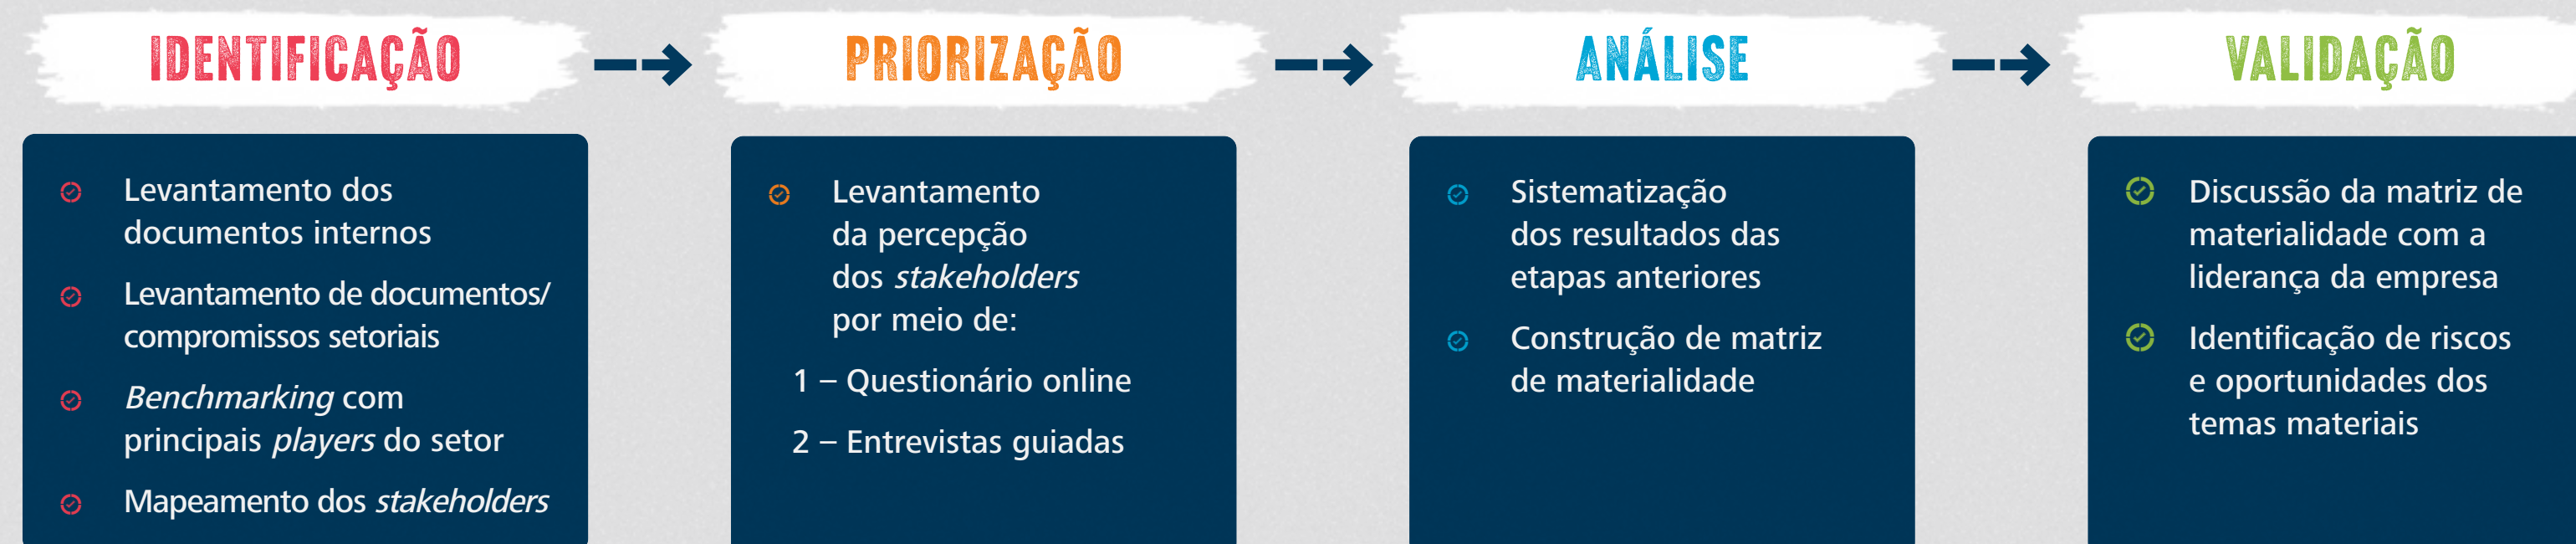 IDENTIFICAÇÃO
Levantamento dos
documentos internos
Levantamento de documentos/
compromissos setoriais
Benchmarking com
principais players do setor
Mapeamento dos stakeholders
PRIORIZAÇÃO
Levantamento
da percepção
dos stakeholders
por meio de:
1 – Questionário online
2 – Entrevistas guiadas
ANÁLISE
Sistematização
dos resultados das
etapas anteriores
Construção de matriz
de materialidade
VALIDAÇÃO
Discussão da matriz de
materialidade com a
liderança da empresa
Identificação de riscos
e oportunidades dos
temas materiais